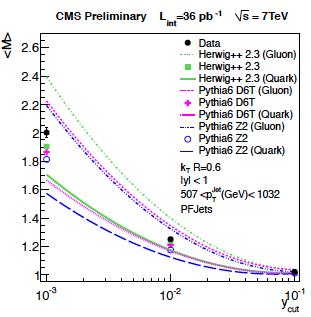 CMS Preliminary L_int=36 pb⁻¹ √s = 7TeV
<M>
2.6
2.4
2.2
2
1.8
1.6
1.4
1.2
1
Data
Herwig++ 2.3 (Gluon)
Herwig++ 2.3
Herwig++ 2.3 (Quark)
Pythia6 D6T (Gluon)
Pythia6 D6T
Pythia6 D6T (Quark)
Pythia6 Z2 (Gluon)
Pythia6 Z2
Pythia6 Z2 (Quark)
k_T R=0.6
|y| < 1
507 <p_T^Jet(GeV)< 1032
PFJets
10⁻³ 10⁻² 10⁻¹
y_cut